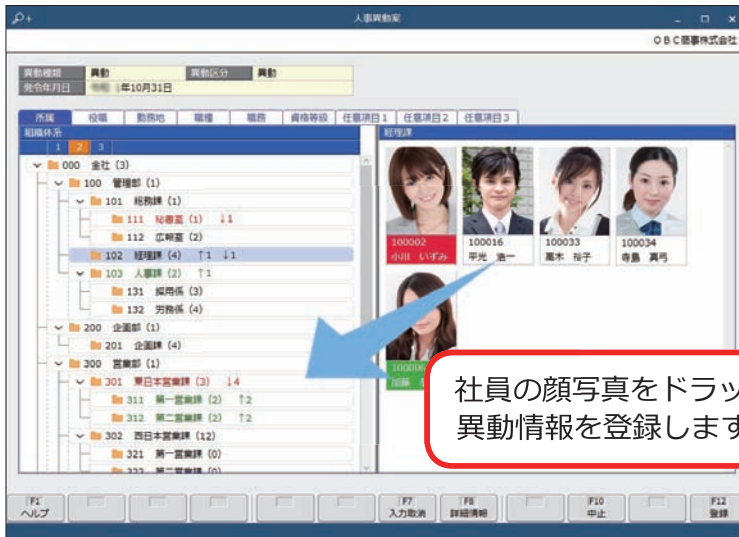 人事異動案
OBC商事株式会社
異動種類 異動 異動区分 異動
発令年月日 年10月31日
所属 役職 勤務地 職種 職務 資格等級 任意項目1 任意項目2 任意項目3
組織体系
1 2 3
000 会社 (3)
100 管理部 (1)
101 総務課 (1)
111 秘書室 (1) ↓1
112 広報室 (2)
102 経理課 (4) ↑1 ↓1
103 人事課 (2) ↑1
131 採用係 (3)
132 労務係 (4)
200 企画部 (1)
201 企画課 (4)
300 営業部 (1)
301 東日本営業課 (3) ↓4
311 第一営業課 (2) ↑2
312 第二営業課 (2) ↑2
302 西日本営業課 (12)
321 第一営業課 (0)
322 第二営業課 (0)
経理課
100002
小川 いずみ
100016
平光 浩一
100033
高木 裕子
100034
寺島 真弓
10000
加藤
社員の顔写真をドラッ
異動情報を登録します
F1
ヘルプ
F7
入力取消
F8
詳細情報
F10
中止
F12
登録